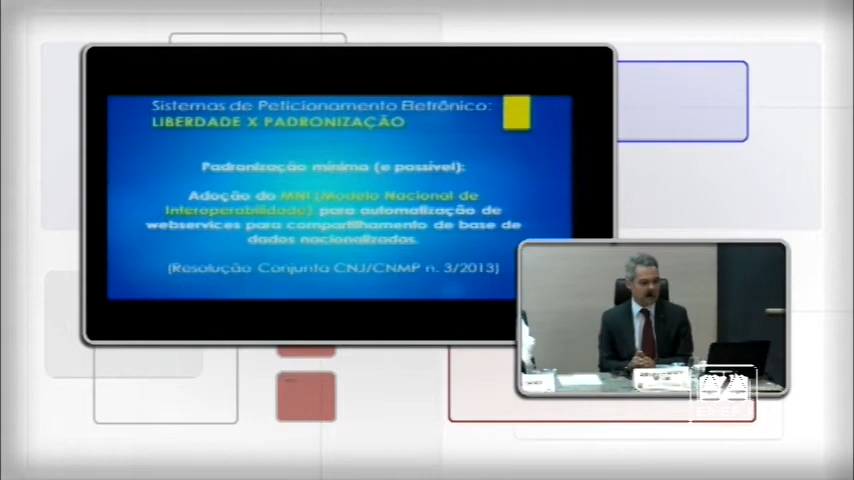 Sistemas de Peticionamento Eletrônico:
LIBERDADE X PADRONIZAÇÃO
Padronização mínima (e possível):
Adoção do MNI (Modelo Nacional de
Interoperabilidade) para automatização de
webservices para compartilhamento de base de
dados nacionalizados.
(Resolução Conjunta CNJ/CNMP n. 3/2013)